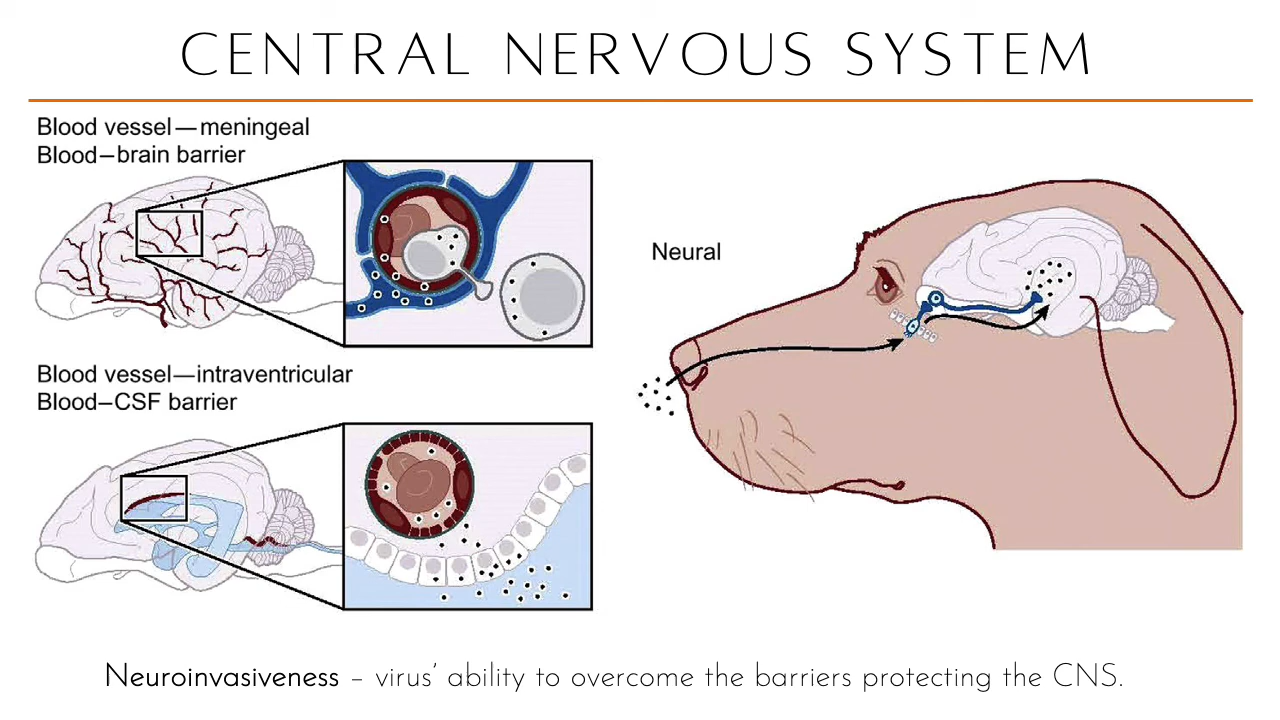 CENTRAL NERVOUS SYSTEM
Blood vessel—meningeal
Blood–brain barrier
Neural
Blood vessel—intraventricular
Blood–CSF barrier
Neuroinvasiveness – virus’ ability to overcome the barriers protecting the CNS.